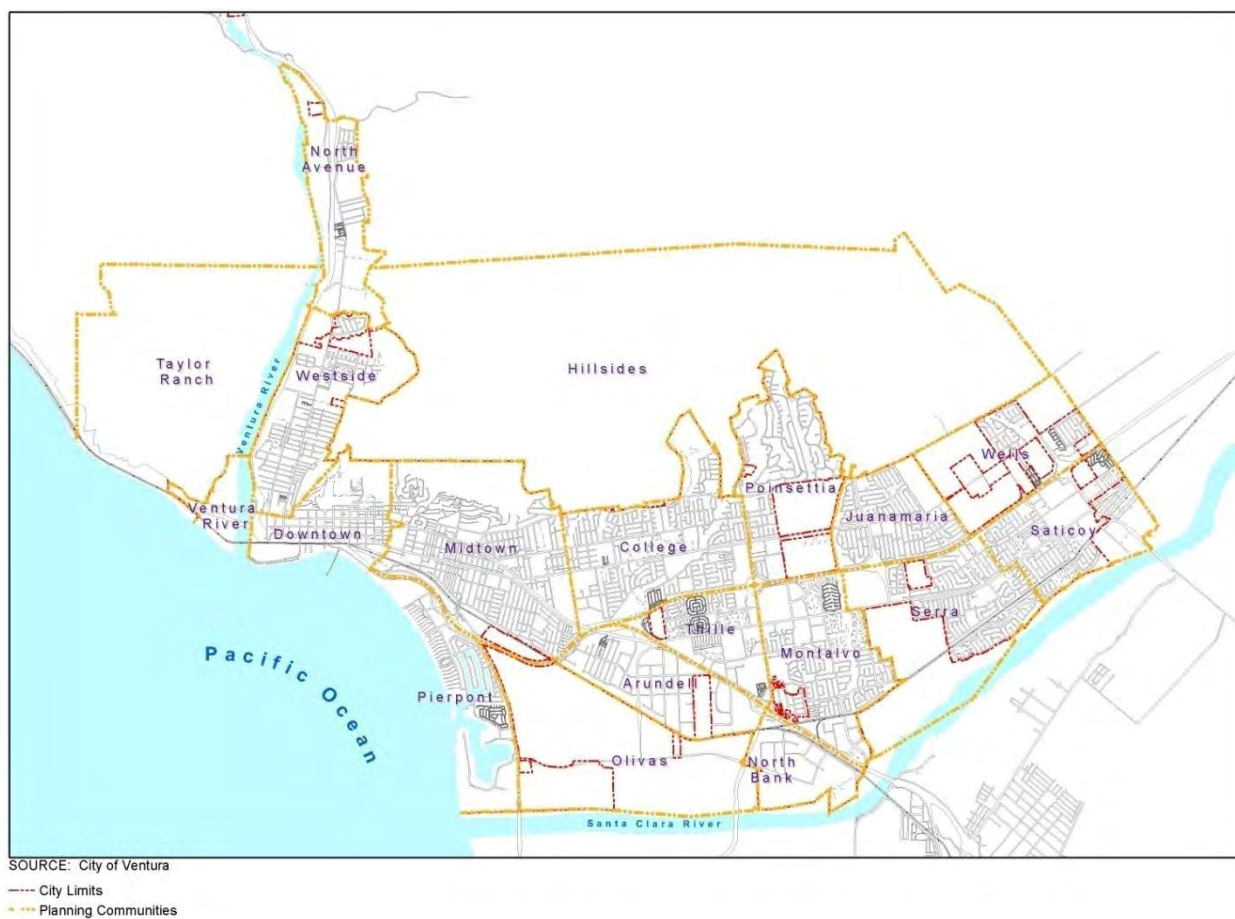 North
Avenue
Taylor
Ranch
Ventura River
Westside
Hillsides
Wells
Poinsettia
Juanamaria
Saticoy
Ventura
River
Downtown
Midtown
College
Serra
Thille
Montalvo
Pacific Ocean
Pierpont
Arundell
Olivas
North
Bank
Santa Clara River
SOURCE: City of Ventura
City Limits
Planning Communities